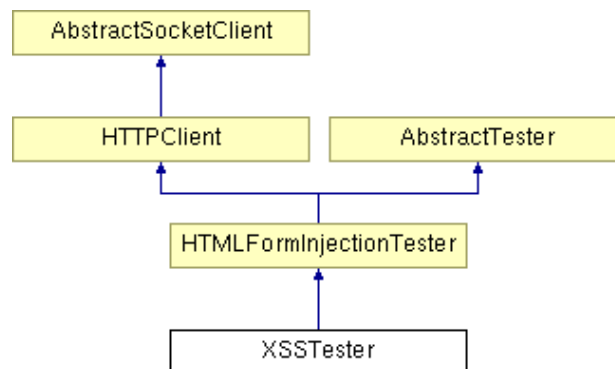 AbstractSocketClient
HTTPClient
AbstractTester
HTMLFormInjectionTester
XSSTester